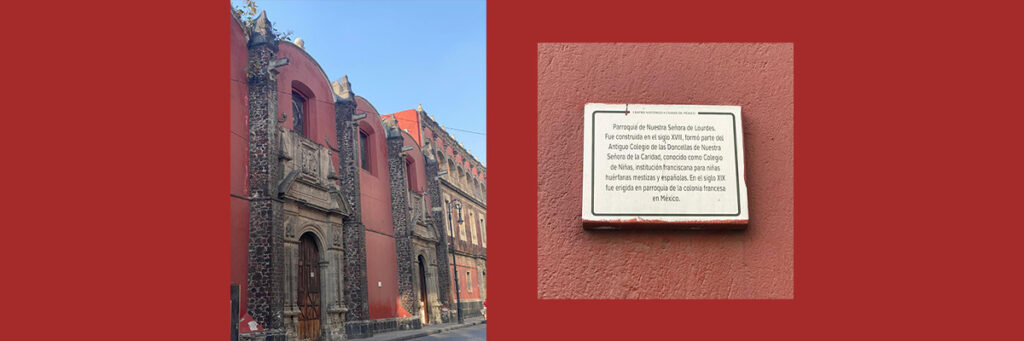 CENTRO HISTÓRICO • CIUDAD DE MÉXICO
Parroquia de Nuestra Señora de Lourdes.
Fue construida en el siglo XVIII, formó parte del
Antiguo Colegio de las Doncellas de Nuestra
Señora de la Caridad, conocido como Colegio
de Niñas, institución franciscana para niñas
huérfanas mestizas y españolas. En el siglo XIX
fue erigida en parroquia de la colonia francesa
en México.